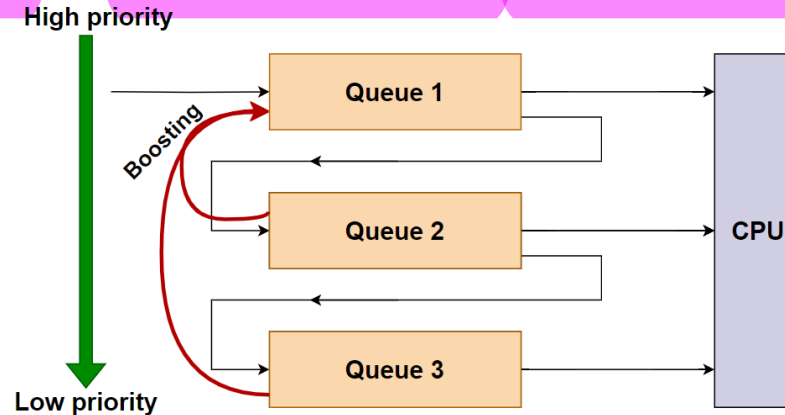 High priority
Queue 1
Boosting
Queue 2
CPU
Queue 3
Low priority